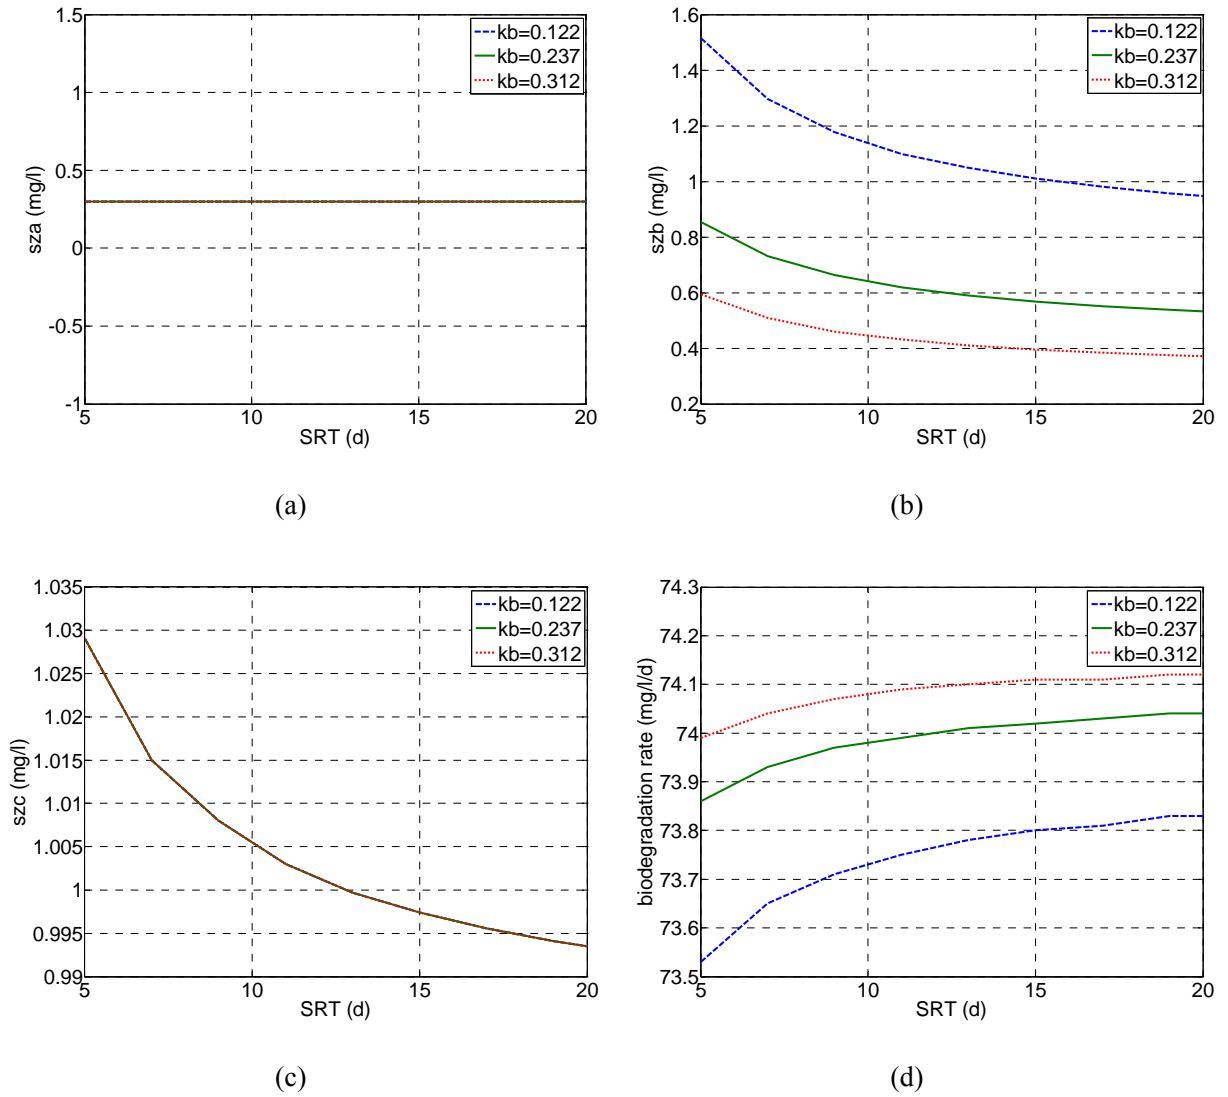 1.5
1
0.5
0
-0.5
-1
sza (mg/l)
5 10 15 20
SRT (d)
kb=0.122
kb=0.237
kb=0.312
(a)
1.6
1.4
1.2
1
0.8
0.6
0.4
0.2
szb (mg/l)
5 10 15 20
SRT (d)
kb=0.122
kb=0.237
kb=0.312
(b)
1.035
1.03
1.025
1.02
1.015
1.01
1.005
1
0.995
0.99
szc (mg/l)
5 10 15 20
SRT (d)
kb=0.122
kb=0.237
kb=0.312
(c)
74.3
74.2
74.1
74
73.9
73.8
73.7
73.6
73.5
biodegradation rate (mg/l/d)
5 10 15 20
SRT (d)
kb=0.122
kb=0.237
kb=0.312
(d)